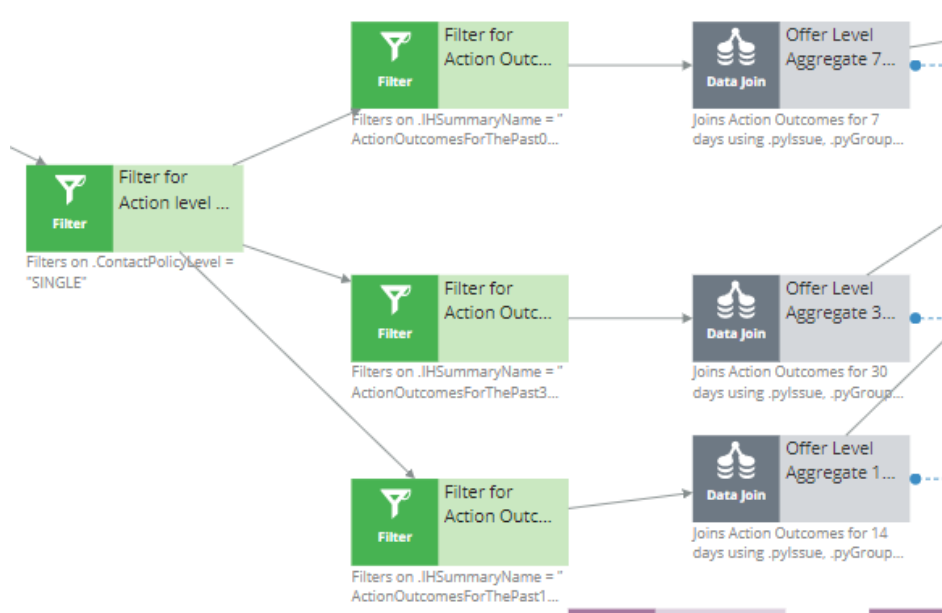 Filter for
Action Outc...
Filter
Filters on .IHSummaryName = "
ActionOutcomesForThePast0...
Offer Level
Aggregate 7...
Data Join
Joins Action Outcomes for 7
days using .pyIssue, .pyGroup...
Filter for
Action level ...
Filter
Filters on .ContactPolicyLevel =
"SINGLE"
Filter for
Action Outc...
Filter
Filters on .IHSummaryName = "
ActionOutcomesForThePast3...
Offer Level
Aggregate 3...
Data Join
Joins Action Outcomes for 30
days using .pyIssue, .pyGroup...
Filter for
Action Outc...
Filter
Filters on .IHSummaryName = "
ActionOutcomesForThePast1...
Offer Level
Aggregate 1...
Data Join
Joins Action Outcomes for 14
days using .pyIssue, .pyGroup...